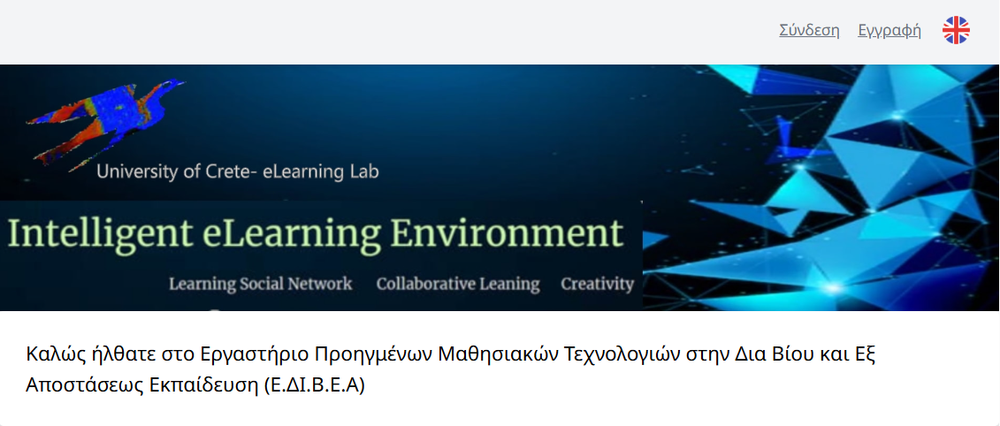 Σύνδεση Εγγραφή
University of Crete- eLearning Lab
Intelligent eLearning Environment
Learning Social Network Collaborative Leaning Creativity
Καλώς ήλθατε στο Εργαστήριο Προηγμένων Μαθησιακών Τεχνολογιών στην Δια Βίου και Εξ
Αποστάσεως Εκπαίδευση (Ε.ΔΙ.Β.Ε.Α)